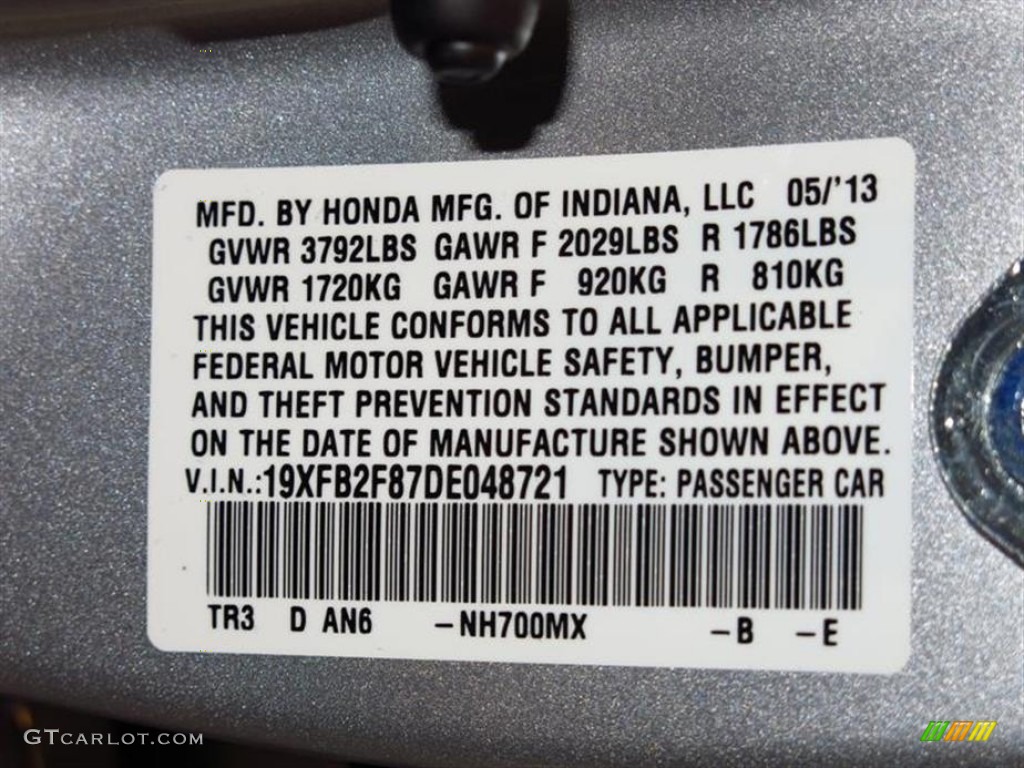 MFD. BY HONDA MFG. OF INDIANA, LLC 05/'13
GVWR 3792LBS GAWR F 2029LBS R 1786LBS
GVWR 1720KG GAWR F 920KG R 810KG
THIS VEHICLE CONFORMS TO ALL APPLICABLE
FEDERAL MOTOR VEHICLE SAFETY, BUMPER,
AND THEFT PREVENTION STANDARDS IN EFFECT
ON THE DATE OF MANUFACTURE SHOWN ABOVE.
V.I.N.:19XFB2F87DE048721 TYPE: PASSENGER CAR
TR3 D AN6 –NH700MX –B –E
GTCARLOT.COM